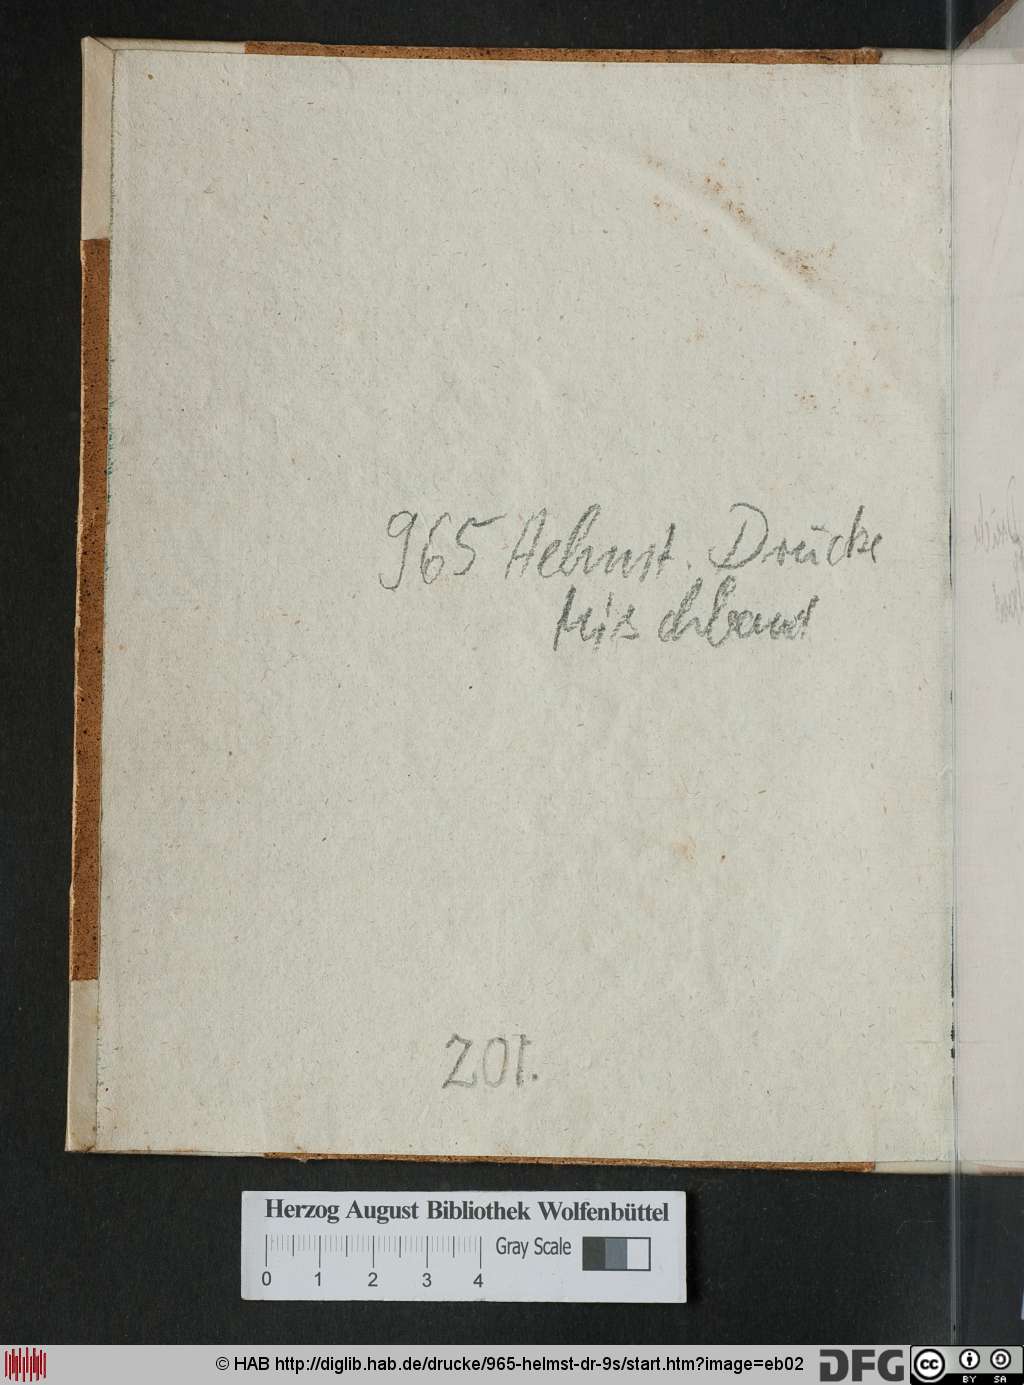 965 Helmst. Drucke
Mischband
201.
Herzog August Bibliothek Wolfenbüttel
Gray Scale
0 1 2 3 4
© HAB http://diglib.hab.de/drucke/965-helmst-dr-9s/start.htm?image=eb02
DFG
cc BY SA